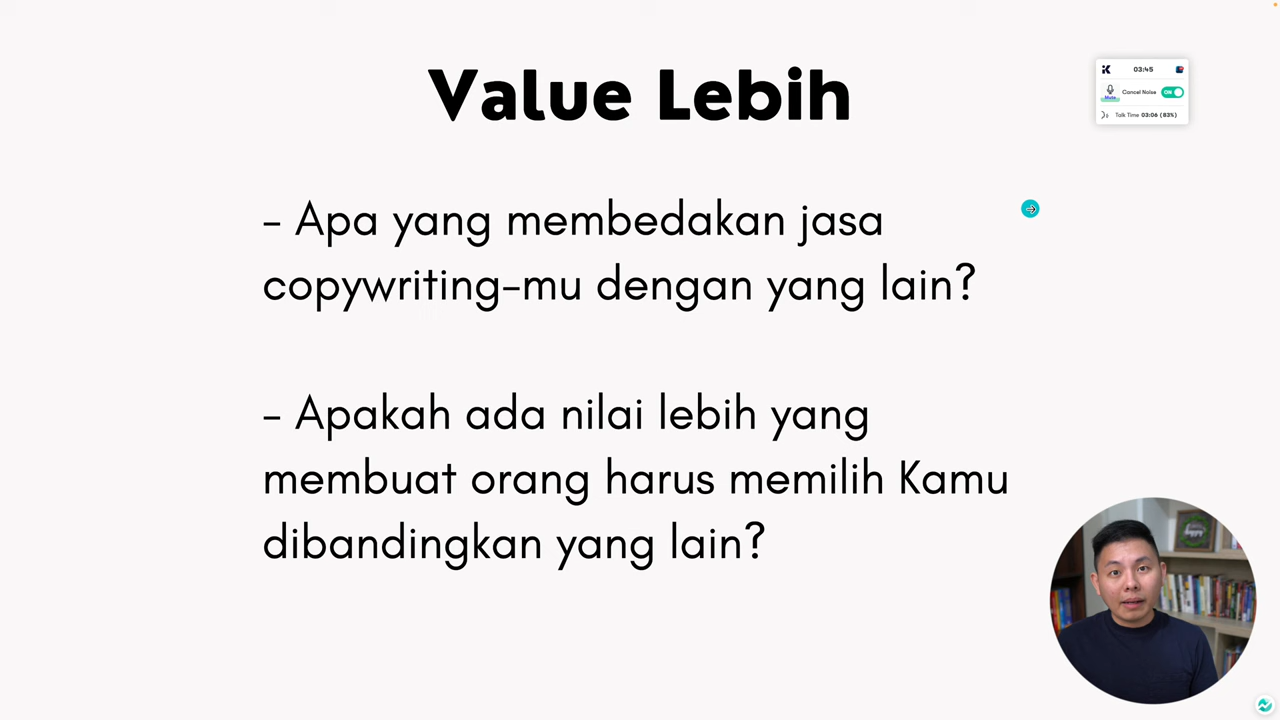 Value Lebih
03:45
Mute
Cancel Noise
ON
Talk Time 03:06 (83%)
- Apa yang membedakan jasa
copywriting-mu dengan yang lain?
- Apakah ada nilai lebih yang
membuat orang harus memilih Kamu
dibandingkan yang lain?